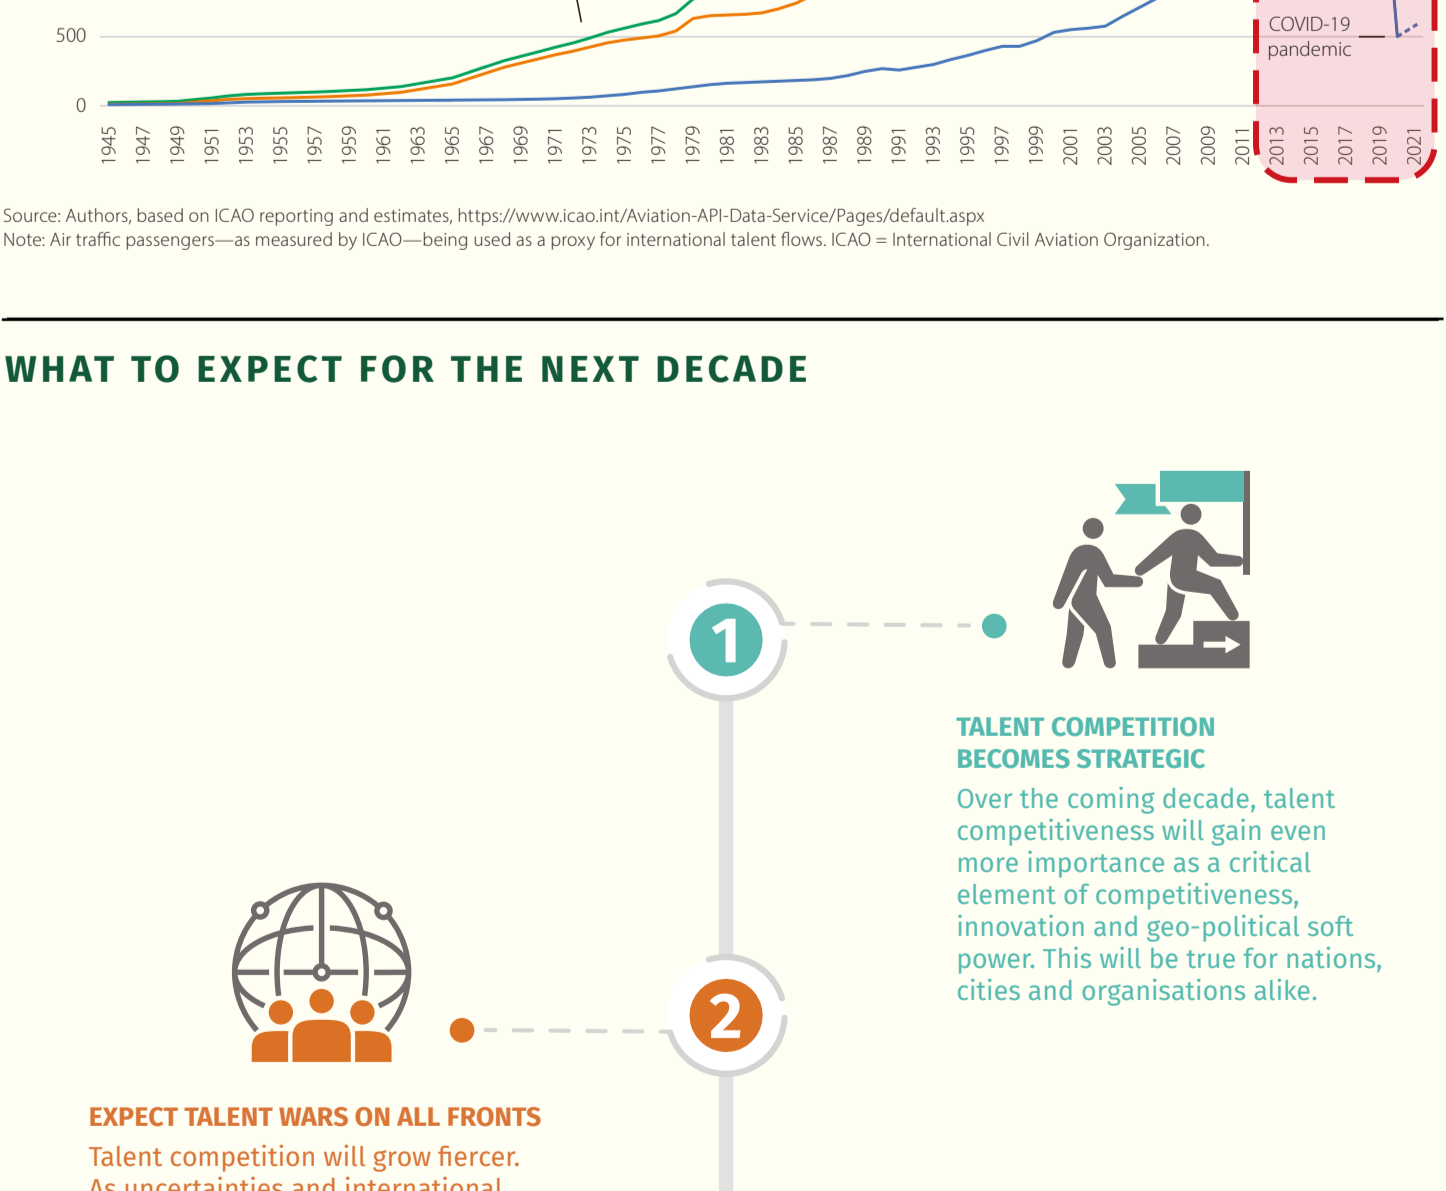 500
COVID-19
pandemic
0
1945 1947 1949 1951 1953 1955 1957 1959 1961 1963 1965 1967 1969 1971 1973 1975 1977 1979 1981 1983 1985 1987 1989 1991 1993 1995 1997 1999 2001 2003 2005 2007 2009 2011 2013 2015 2017 2019 2021
Source: Authors, based on ICAO reporting and estimates, https://www.icao.int/Aviation-API-Data-Service/Pages/default.aspx
Note: Air traffic passengers—as measured by ICAO—being used as a proxy for international talent flows. ICAO = International Civil Aviation Organization.
WHAT TO EXPECT FOR THE NEXT DECADE
1
TALENT COMPETITION
BECOMES STRATEGIC
Over the coming decade, talent
competitiveness will gain even
more importance as a critical
element of competitiveness,
innovation and geo-political soft
power. This will be true for nations,
cities and organisations alike.
2
EXPECT TALENT WARS ON ALL FRONTS
Talent competition will grow fiercer.
As uncertainties and international